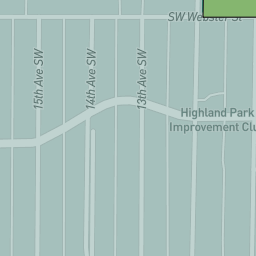 SW Webster St
15th Ave SW
14th Ave SW
13th Ave SW
Highland Park
Improvement Clu